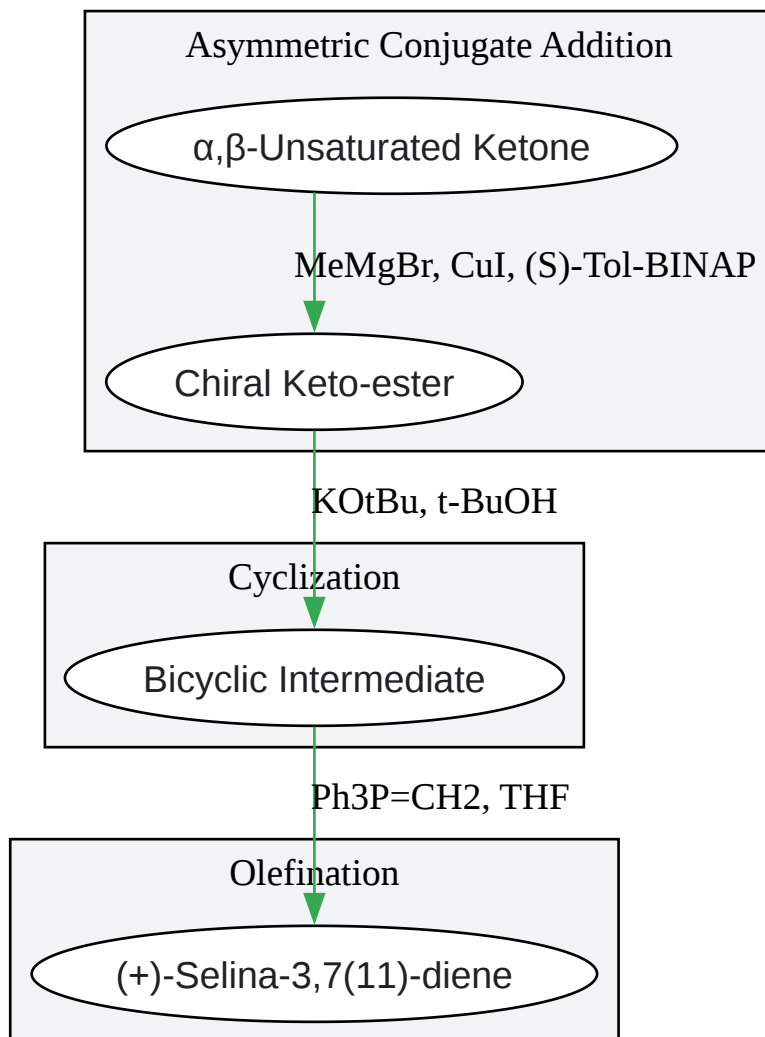 Asymmetric Conjugate Addition
α,β-Unsaturated Ketone
MeMgBr, CuI, (S)-Tol-BINAP
Chiral Keto-ester
KOtBu, t-BuOH
Cyclization
Bicyclic Intermediate
Ph3P=CH2, THF
Olefination
(+)-Selina-3,7(11)-diene